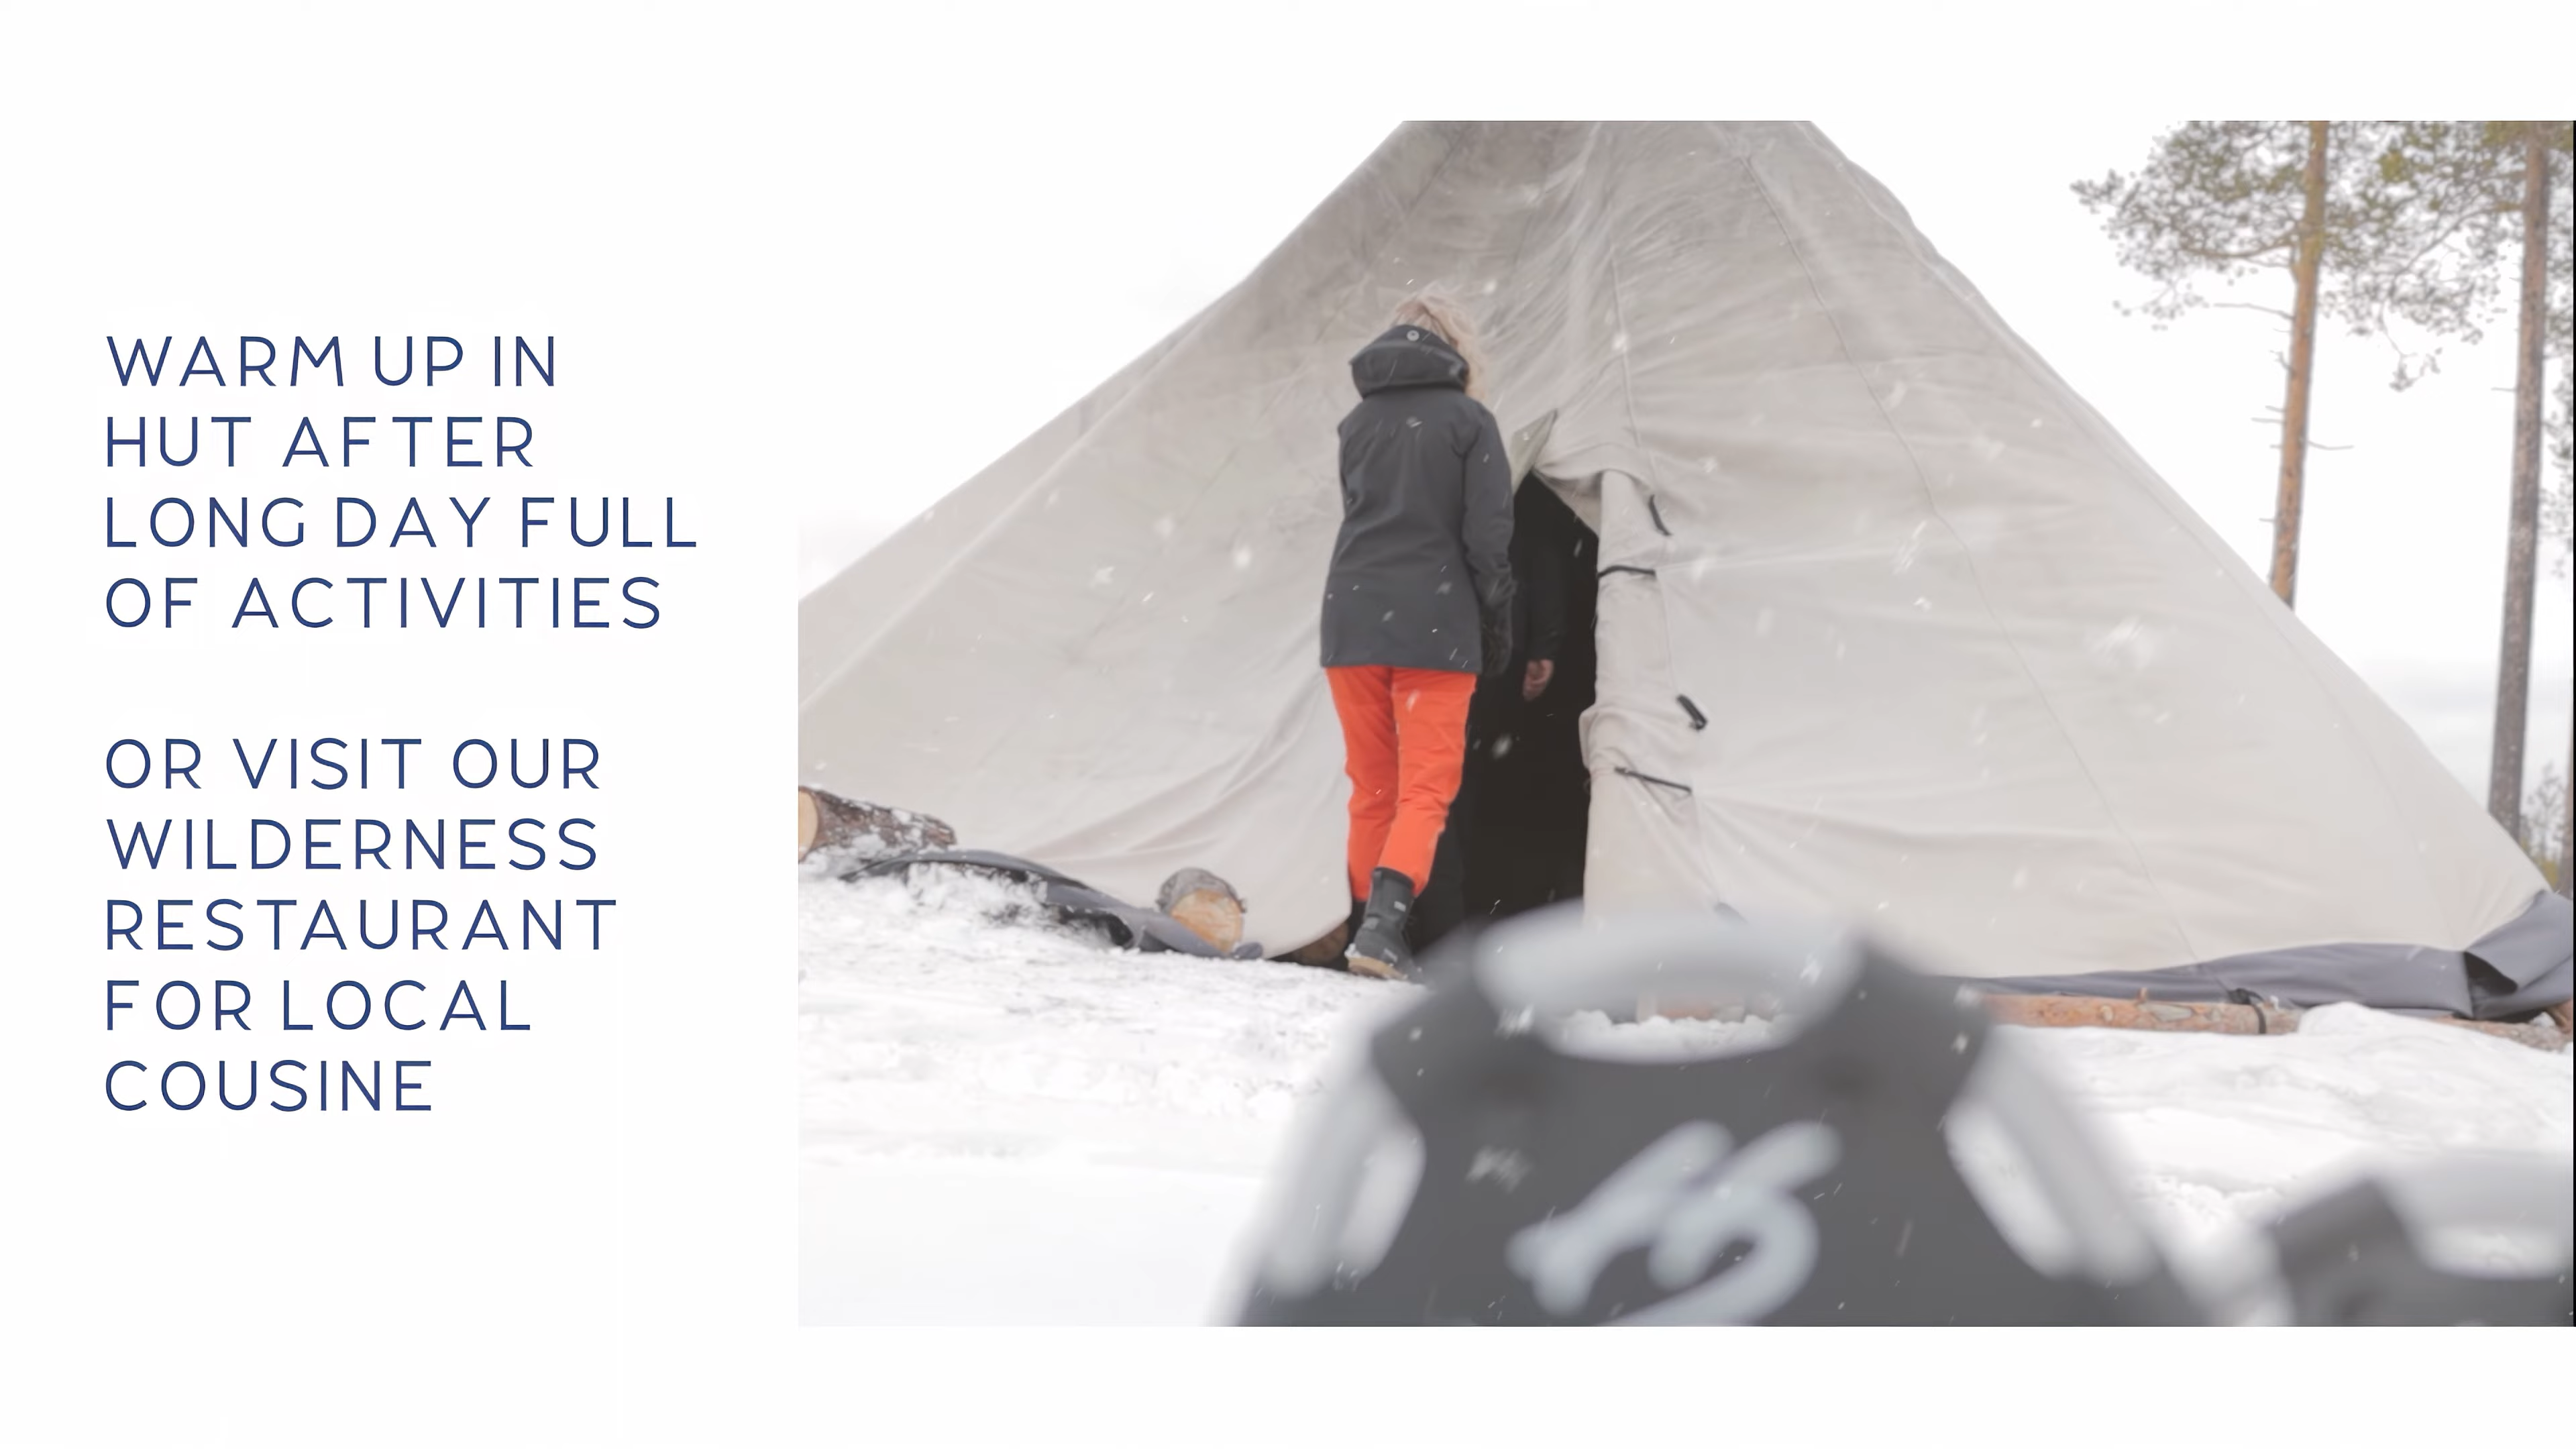 WARM UP IN
HUT AFTER
LONG DAY FULL
OF ACTIVITIES
OR VISIT OUR
WILDERNESS
RESTAURANT
FOR LOCAL
COUSINE